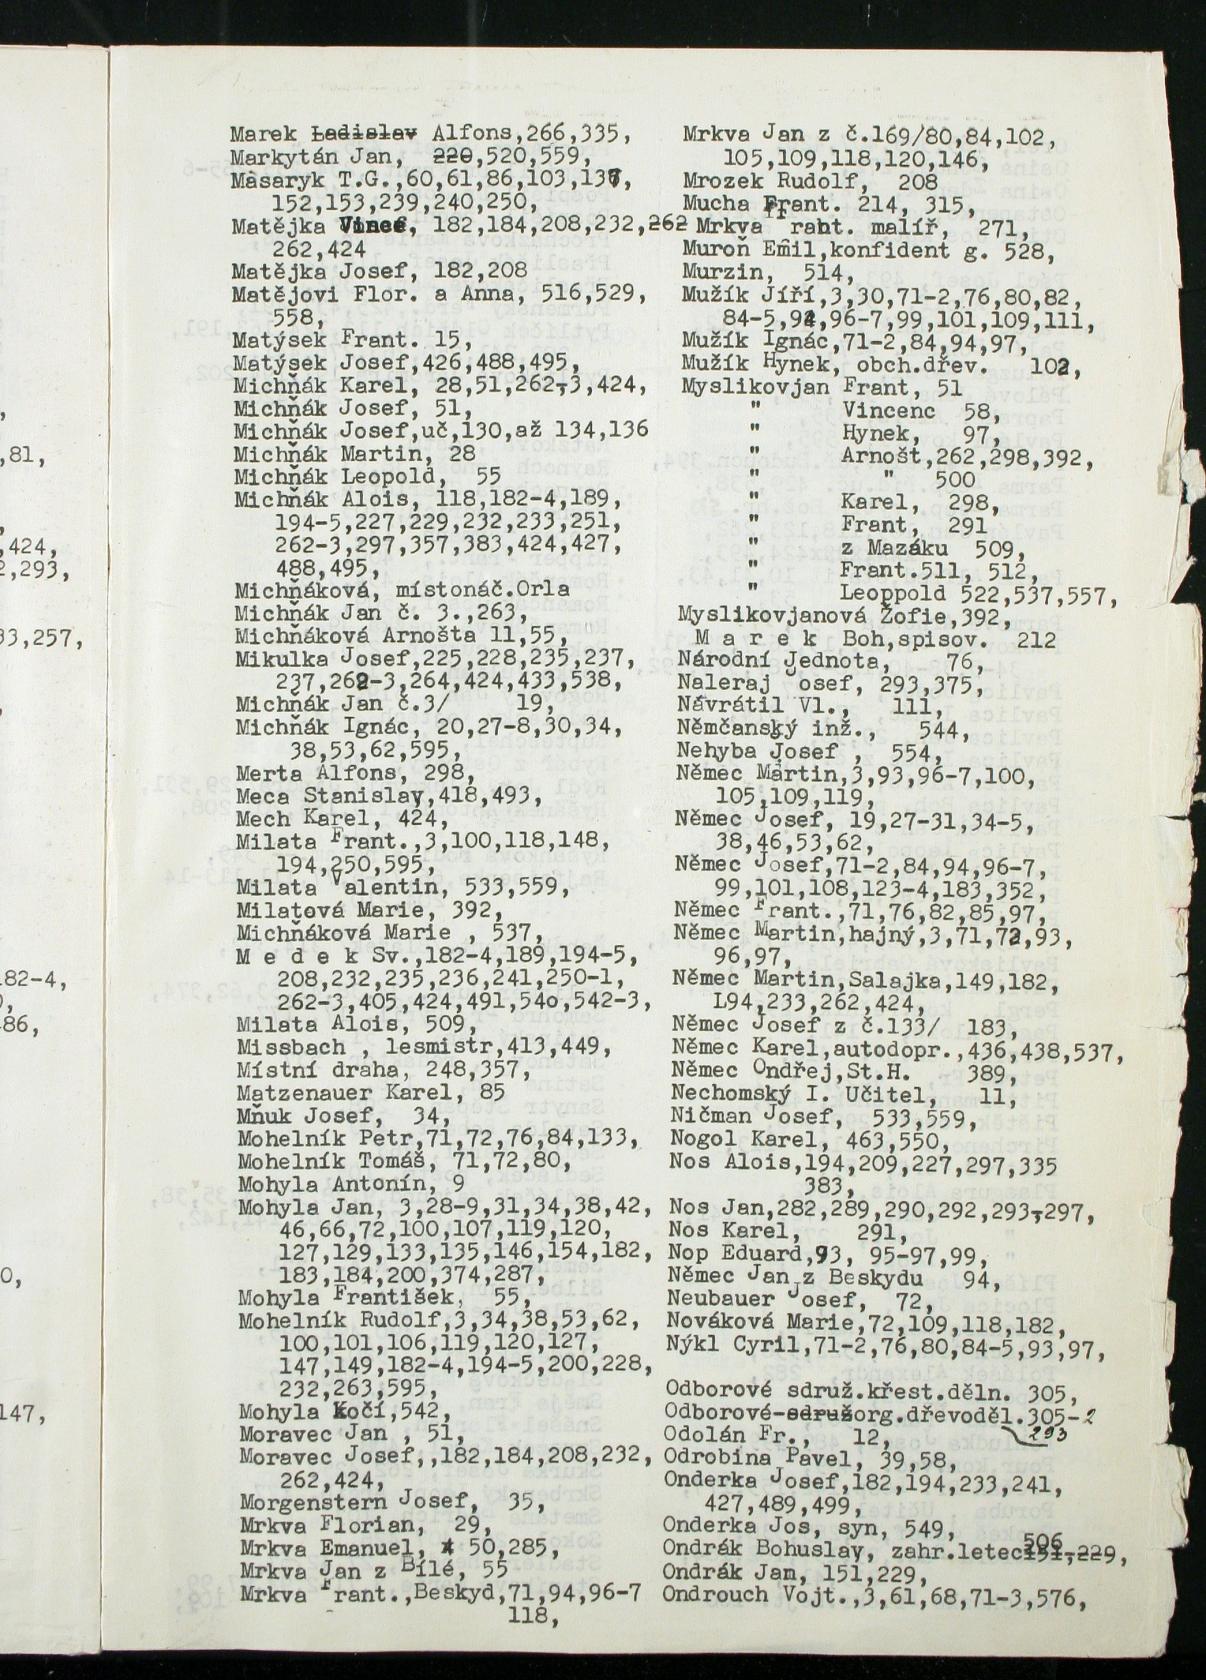 Marek Ladislav Alfons,266,335,
Markytán Jan, 220,520,559,
Masaryk T.G.,60,61,86,103,137,
152,153,239,240,250,
Matějka Vincef, 182,184,208,232,262
262,424
Matějka Josef, 182,208
Matějovi Flor. a Anna, 516,529,
558,
Matýsek Frant. 15,
Matýsek Josef,426,488,495,
Michňák Karel, 28,51,262-3,424,
Michňák Josef, 51,
Michňák Josef,uč,130,až 134,136
Michňák Martin, 28
Michňák Leopold, 55
Michňák Alois, 118,182-4,189,
194-5,227,229,232,233,251,
262-3,297,357,383,424,427,
488,495,
Michňáková, místonáč.Orla
Michňák Jan č. 3.,263,
Michňáková Arnošta 11,55,
Mikulka Josef,225,228,235,237,
237,262-3,264,424,433,538,
Michňák Jan č.3/ 19,
Michňák Ignác, 20,27-8,30,34,
38,53,62,595,
Merta Alfons, 298,
Meca Stanislav,418,493,
Mech Karel, 424,
Milata Frant.,3,100,118,148,
194,250,595,
Milata Valentin, 533,559,
Milatová Marie, 392,
Michňáková Marie , 537,
M e d e k Sv.,182-4,189,194-5,
208,232,235,236,241,250-1,
262-3,405,424,491,54o,542-3,
Milata Alois, 509,
Missbach , lesmistr,413,449,
Místní draha, 248,357,
Matzenauer Karel, 85
Mňuk Josef, 34,
Mohelník Petr,71,72,76,84,133,
Mohelník Tomáš, 71,72,80,
Mohyla Antonín, 9
Mohyla Jan, 3,28-9,31,34,38,42,
46,66,72,100,107,119,120,
127,129,133,135,146,154,182,
183,184,200,374,287,
Mohyla František, 55,
Mohelník Rudolf,3,34,38,53,62,
100,101,106,119,120,127,
147,149,182-4,194-5,200,228,
232,263,595,
Mohyla Kočí,542,
Moravec Jan , 51,
Moravec Josef,,182,184,208,232,
262,424,
Morgenstern Josef, 35,
Mrkva Florian, 29,
Mrkva Emanuel, 50,285,
Mrkva Jan z Bílé, 55
Mrkva Frant.,Beskyd,71,94,96-7
118,
Mrkva Jan z č.169/80,84,102,
105,109,118,120,146,
Mrozek Rudolf, 208
Mucha Frant. 214, 315,
Mrkva Frant. malíř, 271,
Muroň Emil,konfident g. 528,
Murzin, 514,
Mužík Jíří,3,30,71-2,76,80,82,
84-5,94,96-7,99,101,109,111,
Mužík Ignác,71-2,84,94,97,
Mužík Hynek, obch.dřev. 102,
Myslikovjan Frant, 51
" Vincenc 58,
" Hynek, 97,
" Arnošt,262,298,392,
" " 500
" Karel, 298,
" Frant, 291
" z Mazáku 509,
" Frant.511, 512,
" Leoppold 522,537,557,
Myslikovjanová Žofie,392,
M a r e k Boh,spisov. 212
Národní Jednota, 76,
Naleraj Josef, 293,375,
Návrátil Vl., 111,
Němčanský inž., 544,
Nehyba Josef , 554,
Němec Martin,3,93,96-7,100,
105,109,119,
Němec Josef, 19,27-31,34-5,
38,46,53,62,
Němec Josef,71-2,84,94,96-7,
99,101,108,123-4,183,352,
Němec Frant.,71,76,82,85,97,
Němec Martin,hajný,3,71,72,93,
96,97,
Němec Martin,Salajka,149,182,
L94,233,262,424,
Němec Josef z č.133/ 183,
Němec Karel,autodopr.,436,438,537,
Němec Ondřej,St.H. 389,
Nechomský I. Učitel, 11,
Ničman Josef, 533,559,
Nogol Karel, 463,550,
Nos Alois,194,209,227,297,335
383,
Nos Jan,282,289,290,292,293-297,
Nos Karel, 291,
Nop Eduard,93, 95-97,99,
Němec Jan z Beskydu 94,
Neubauer Josef, 72,
Nováková Marie,72,109,118,182,
Nýkl Cyril,71-2,76,80,84-5,93,97,
Odborové sdruž.křest.děln. 305,
Odborové-sdružorg.dřevoděl.305-2
293
Odolán Fr., 12,
Odrobina Pavel, 39,58,
Onderka Josef,182,194,233,241,
427,489,499,
Onderka Jos, syn, 549,
506
Ondrák Bohuslav, zahr.letec151,229,
Ondrák Jan, 151,229,
Ondrouch Vojt.,3,61,68,71-3,576,
,81,
,424,
2,293,
33,257,
182-4,
86,
0,
147,